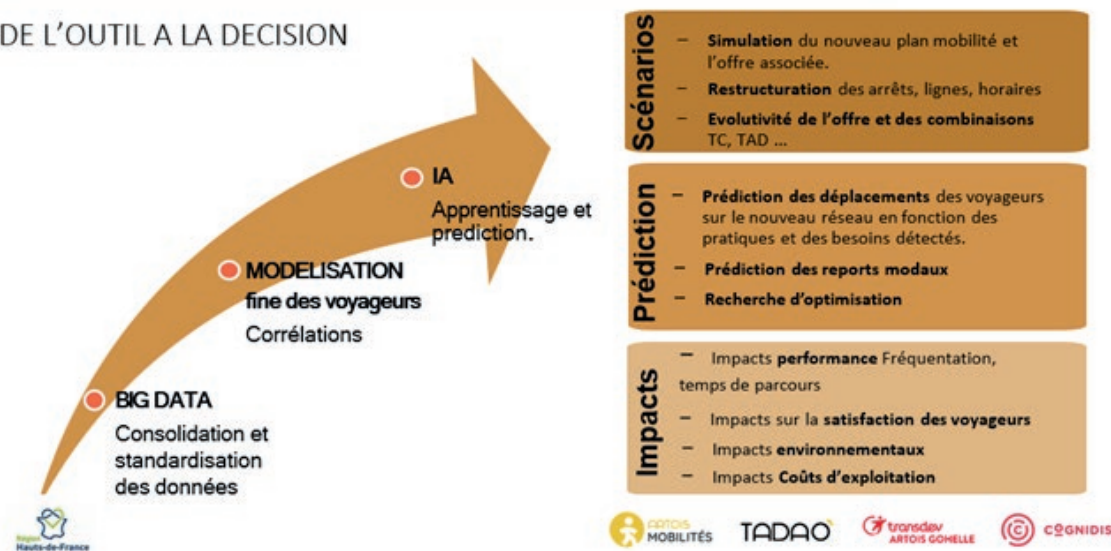 DE L'OUTIL A LA DECISION
IA
Apprentissage et
prediction.
MODELISATION
fine des voyageurs
Corrélations
BIG DATA
Consolidation et
standardisation
des données
Scénarios
– Simulation du nouveau plan mobilité et
l'offre associée.
– Restructuration des arrêts, lignes, horaires
– Evolutivité de l'offre et des combinaisons
TC, TAD ...
Prédiction
– Prédiction des déplacements des voyageurs
sur le nouveau réseau en fonction des
pratiques et des besoins détectés.
– Prédiction des reports modaux
– Recherche d'optimisation
Impacts
– Impacts performance Fréquentation,
temps de parcours
– Impacts sur la satisfaction des voyageurs
– Impacts environnementaux
– Impacts Coûts d'exploitation
Région
Hauts-de-France
ARTOIS
MOBILITÉS
TADAO
transdev
ARTOIS GOHELLE
COGNIDIS